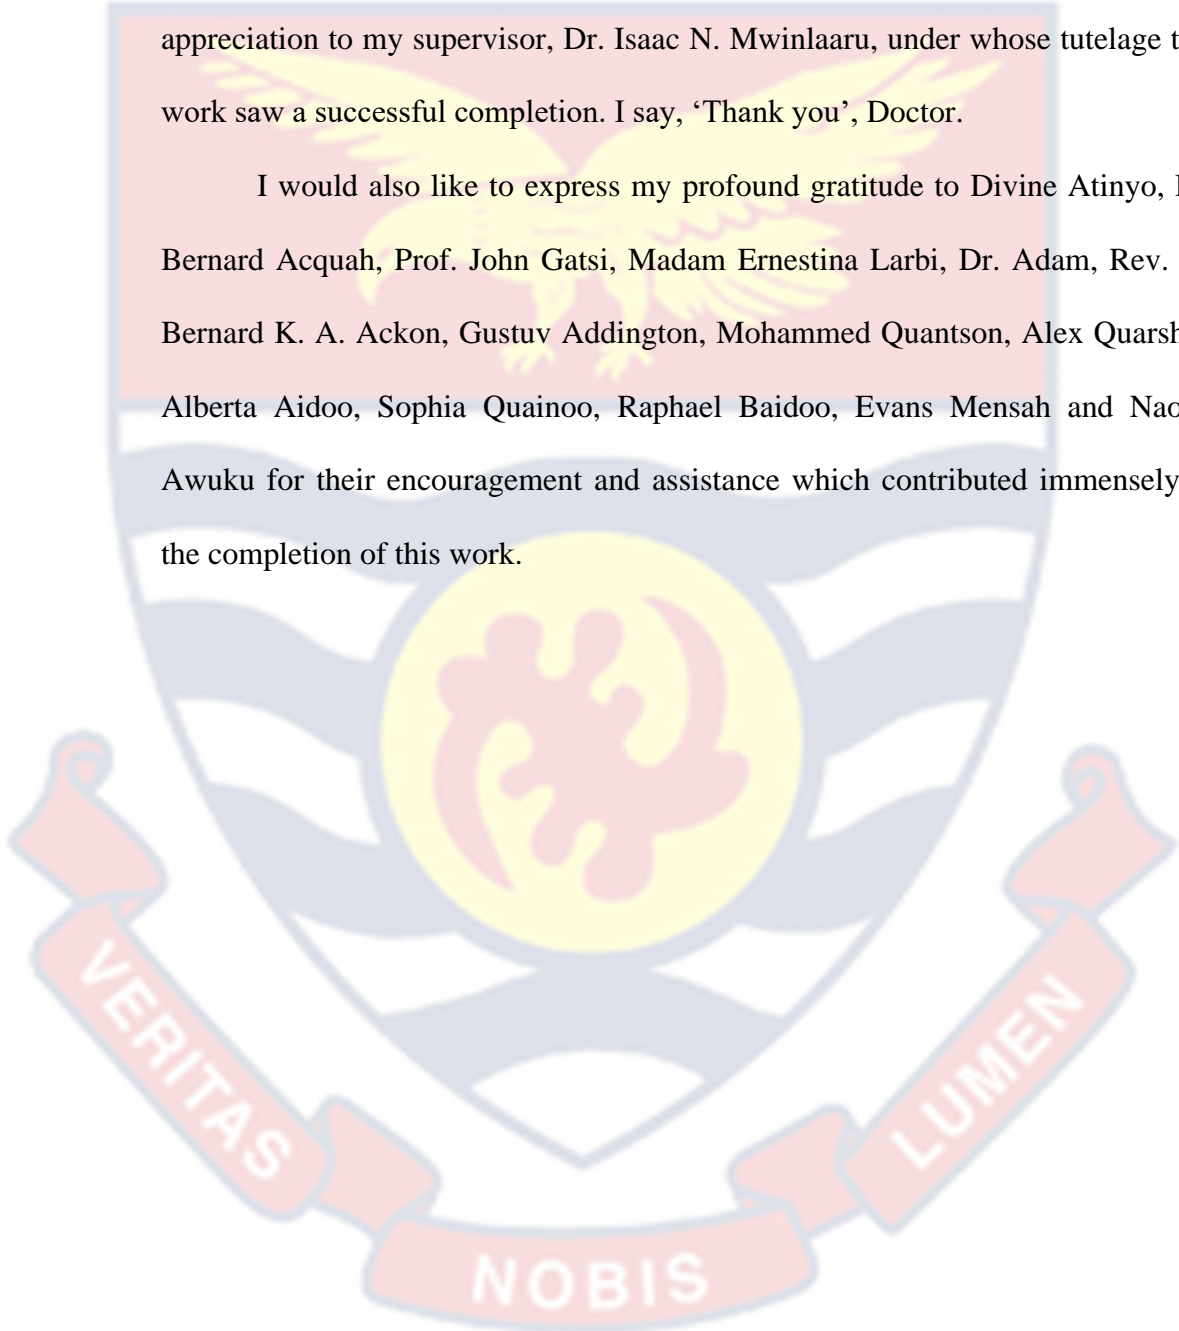 appreciation to my supervisor, Dr. Isaac N. Mwinlaaru, under whose tutelage
work saw a successful completion. I say, ‘Thank you’, Doctor.
I would also like to express my profound gratitude to Divine Atinyo,
Bernard Acquah, Prof. John Gatsi, Madam Ernestina Larbi, Dr. Adam, Rev.
Bernard K. A. Ackon, Gustuv Addington, Mohammed Quantson, Alex
Alberta Aidoo, Sophia Quainoo, Raphael Baidoo, Evans Mensah and
Awuku for their encouragement and assistance which contributed immensely
the completion of this work.
VERITAS
NOBIS
LUMEN